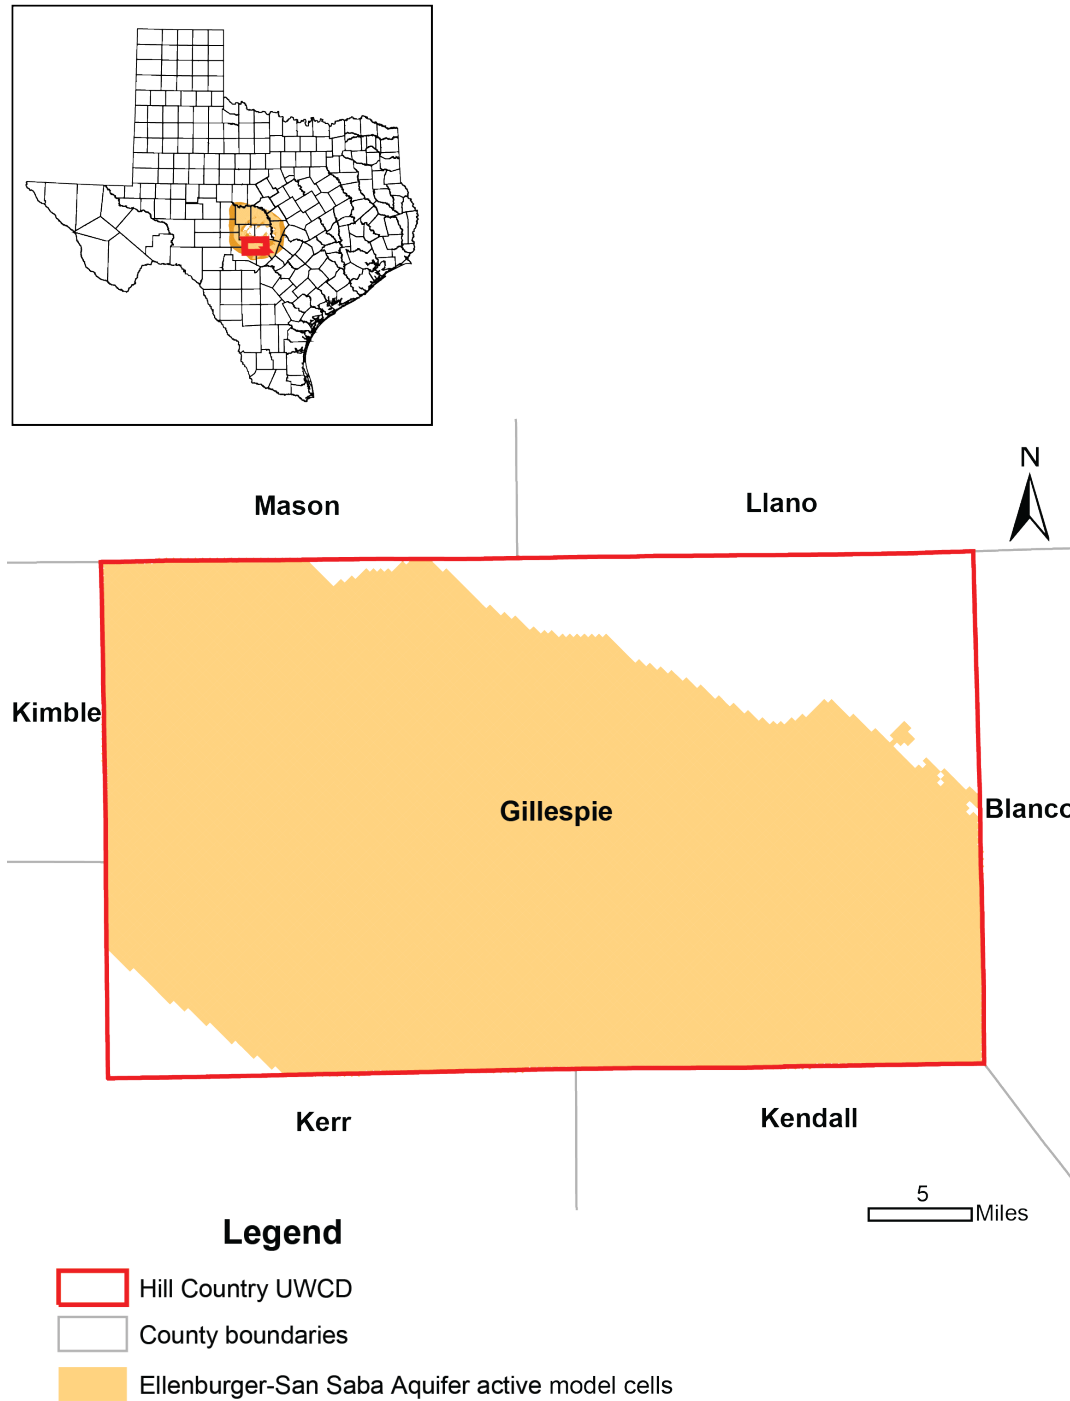 N
Mason
Llano
Kimble
Gillespie
Blanco
Kerr
Kendall
5
Miles
Legend
Hill Country UWCD
County boundaries
Ellenburger-San Saba Aquifer active model cells